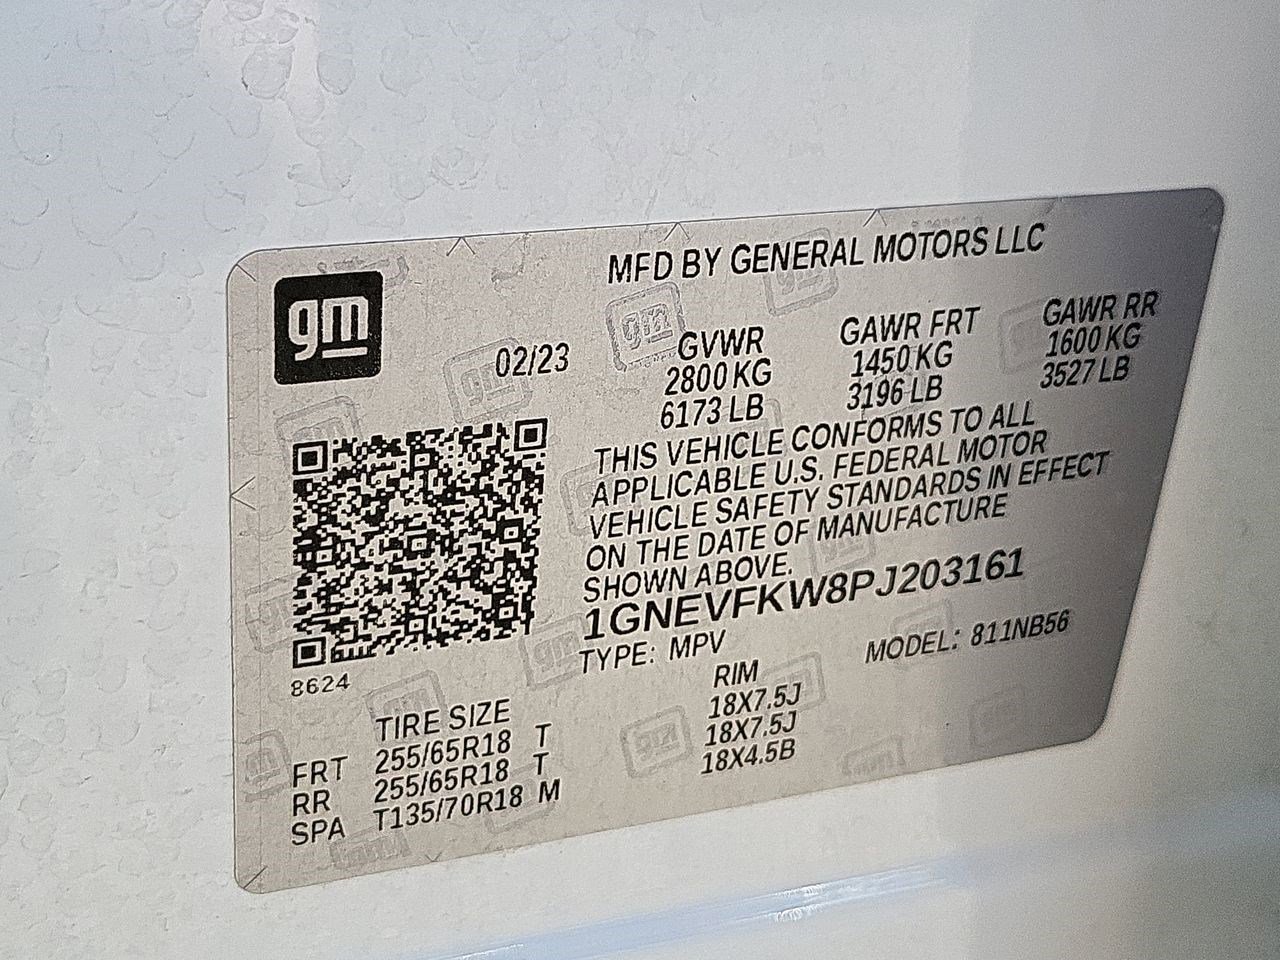 gm
MFD BY GENERAL MOTORS LLC
02/23
GVWR GAWR FRT GAWR RR
2800 KG 1450 KG 1600 KG
6173 LB 3196 LB 3527 LB
THIS VEHICLE CONFORMS TO ALL
APPLICABLE U.S. FEDERAL MOTOR
VEHICLE SAFETY STANDARDS IN EFFECT
ON THE DATE OF MANUFACTURE
SHOWN ABOVE.
1GNEVFKW8PJ203161
TYPE: MPV MODEL: 811NB56
8624
TIRE SIZE RIM
FRT 255/65R18 T 18X7.5J
RR 255/65R18 T 18X7.5J
SPA T135/70R18 M 18X4.5B